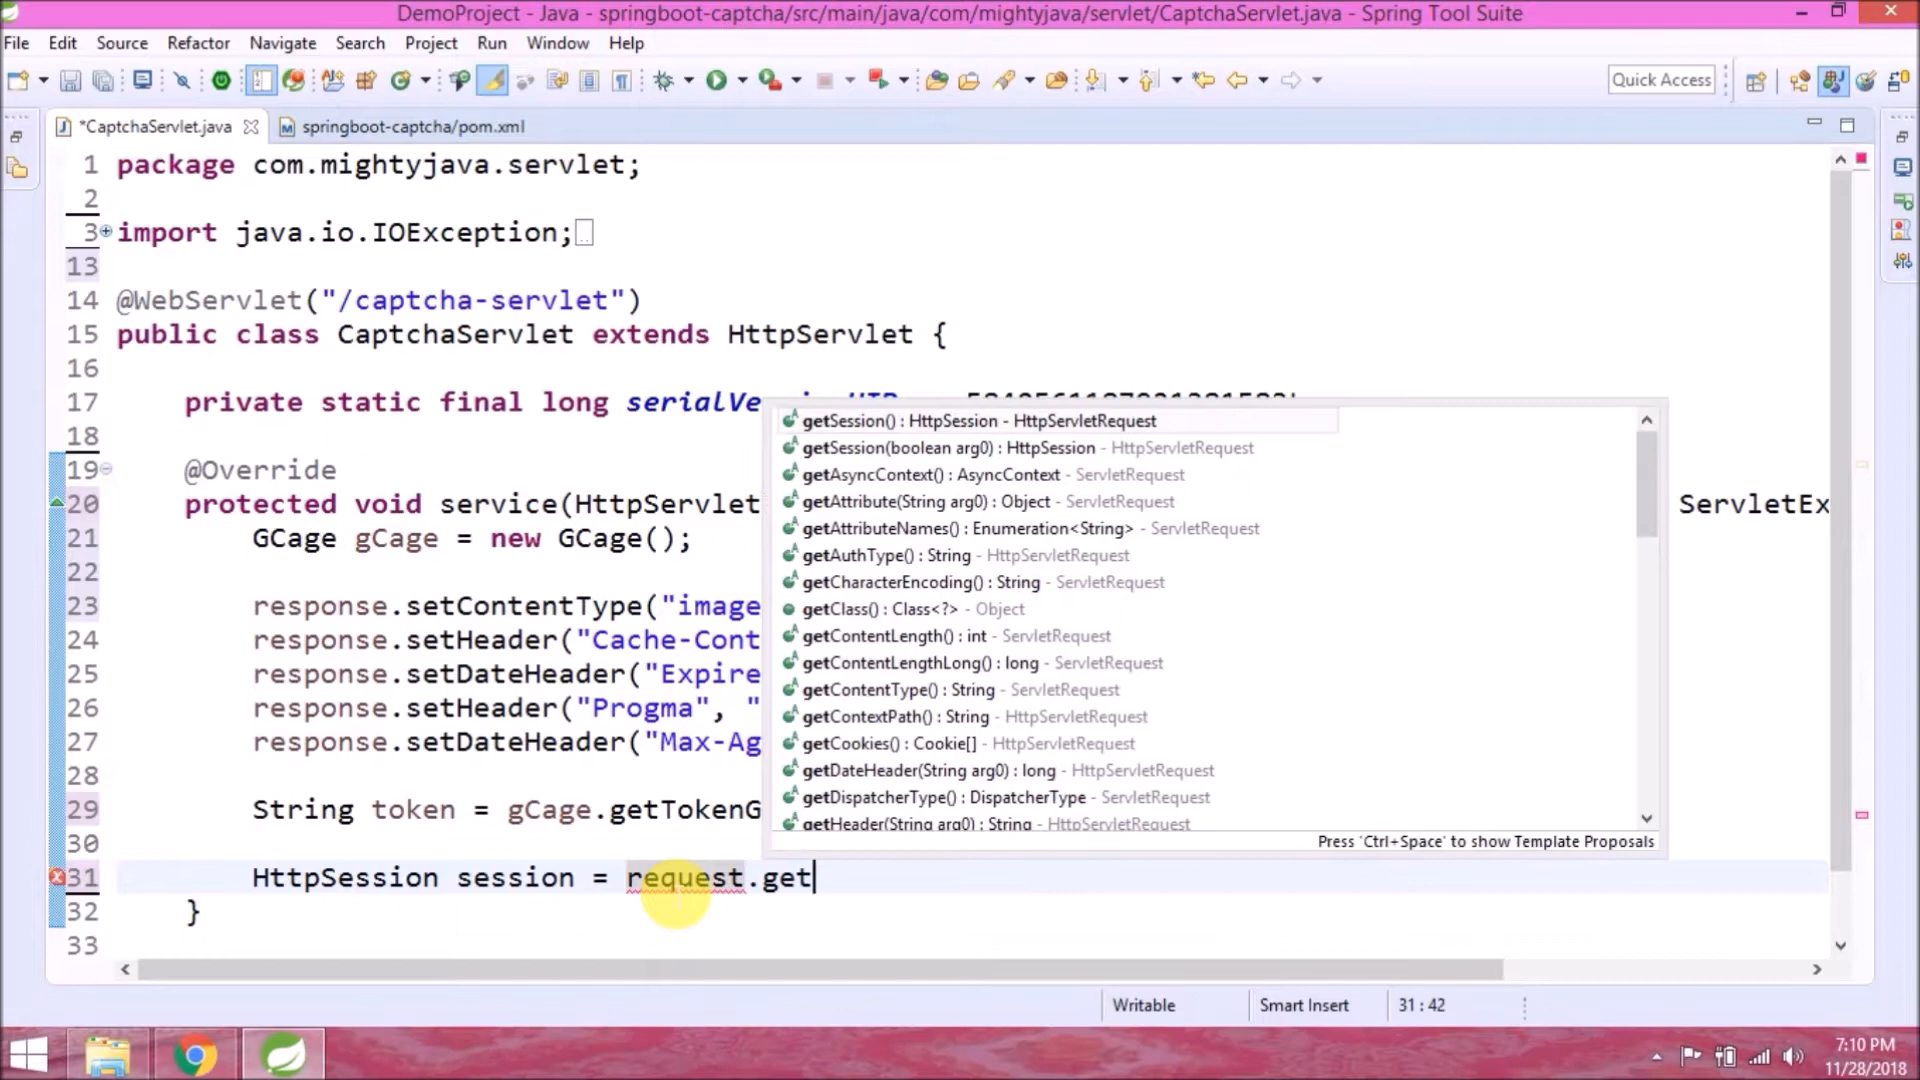 DemoProject - Java - springboot-captcha/src/main/java/com/mightyjava/servlet/CaptchaServlet.java - Spring Tool Suite
File Edit Source Refactor Navigate Search Project Run Window Help
Quick Access
*CaptchaServlet.java springboot-captcha/pom.xml
1 package com.mightyjava.servlet;
2
3 import java.io.IOException;
13
14 @WebServlet("/captcha-servlet")
15 public class CaptchaServlet extends HttpServlet {
16
17 private static final long serialVe
18
19 @Override
20 protected void service(HttpServlet ServletEx
21 GCage gCage = new GCage();
22
23 response.setContentType("image
24 response.setHeader("Cache-Cont
25 response.setDateHeader("Expire
26 response.setHeader("Progma", "
27 response.setDateHeader("Max-Ag
28
29 String token = gCage.getTokenG
30
31 HttpSession session = request.get
32 }
33
getSession() : HttpSession - HttpServletRequest
getSession(boolean arg0) : HttpSession - HttpServletRequest
getAsyncContext() : AsyncContext - ServletRequest
getAttribute(String arg0) : Object - ServletRequest
getAttributeNames() : Enumeration<String> - ServletRequest
getAuthType() : String - HttpServletRequest
getCharacterEncoding() : String - ServletRequest
getClass() : Class<?> - Object
getContentLength() : int - ServletRequest
getContentLengthLong() : long - ServletRequest
getContentType() : String - ServletRequest
getContextPath() : String - HttpServletRequest
getCookies() : Cookie[] - HttpServletRequest
getDateHeader(String arg0) : long - HttpServletRequest
getDispatcherType() : DispatcherType - ServletRequest
getHeader(String arg0) : String - HttpServletRequest
Press 'Ctrl+Space' to show Template Proposals
Writable Smart Insert 31 : 42
7:10 PM
11/28/2018